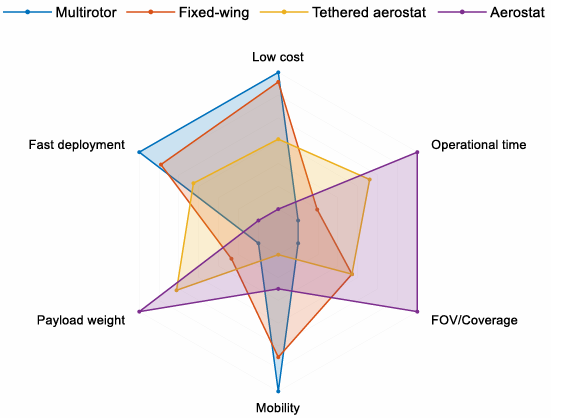 Multirotor Fixed-wing Tethered aerostat Aerostat
Low cost
Fast deployment Operational time
Payload weight FOV/Coverage
Mobility